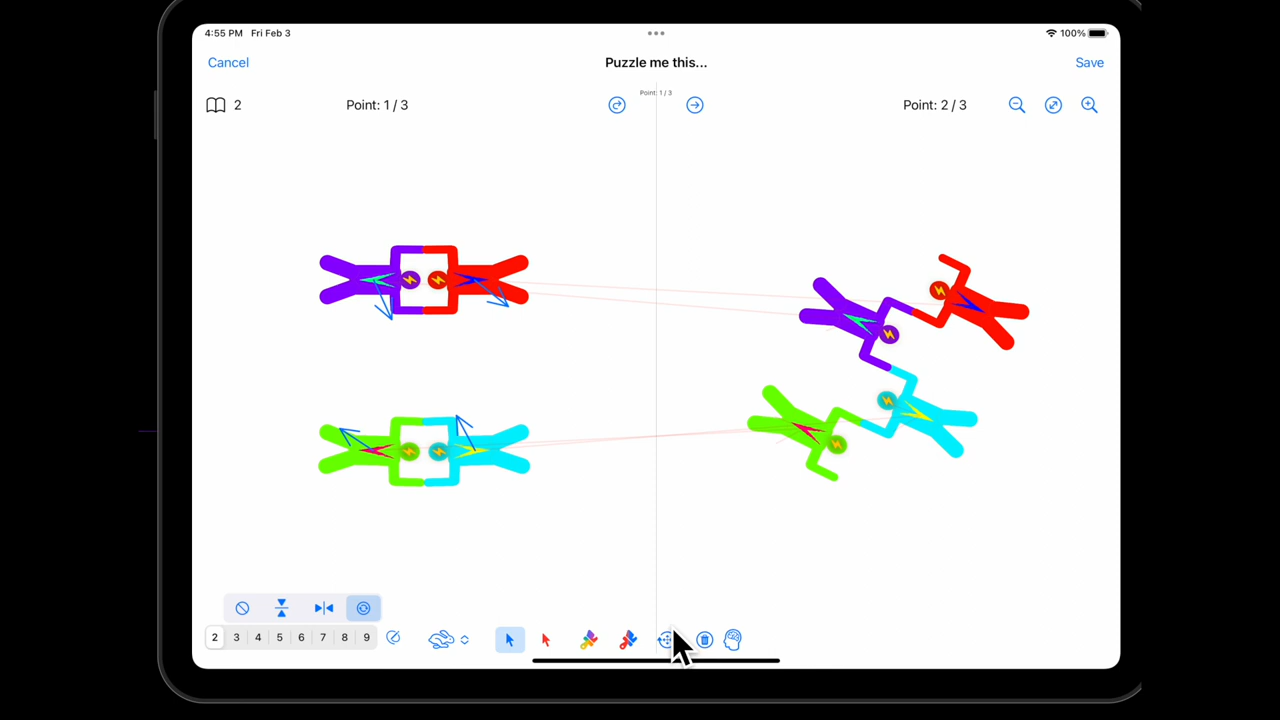 4:55 PM Fri Feb 3
100%
Cancel
Puzzle me this...
Save
2
Point: 1 / 3
Point: 1 / 3
Point: 2 / 3
2 3 4 5 6 7 8 9